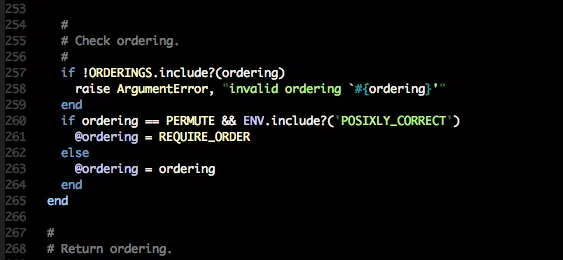 253
254 #
255 # Check ordering.
256 #
257 if !ORDERINGS.include?(ordering)
258 raise ArgumentError, "invalid ordering `#{ordering}'"
259 end
260 if ordering == PERMUTE && ENV.include?('POSIXLY_CORRECT')
261 @ordering = REQUIRE_ORDER
262 else
263 @ordering = ordering
264 end
265 end
266
267 #
268 # Return ordering.